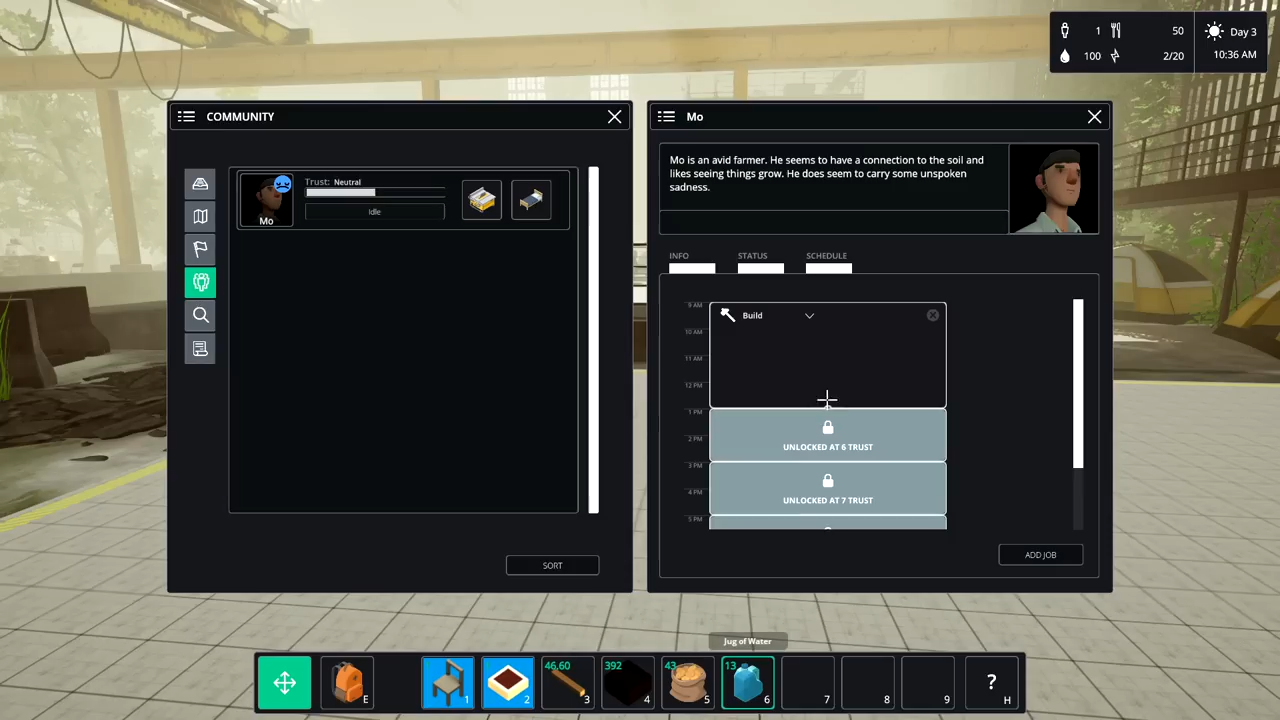 1 50 Day 3
100 2/20 10:36 AM
COMMUNITY
Trust: Neutral
Idle
Mo
SORT
Mo
Mo is an avid farmer. He seems to have a connection to the soil and
likes seeing things grow. He does seem to carry some unspoken
sadness.
INFO STATUS SCHEDULE
9 AM
Build
10 AM
11 AM
12 PM
1 PM
2 PM
UNLOCKED AT 6 TRUST
3 PM
4 PM
UNLOCKED AT 7 TRUST
5 PM
ADD JOB
Jug of Water
E
1
2
46.60 3
392 4
43 5
13 6
7
8
9
? H